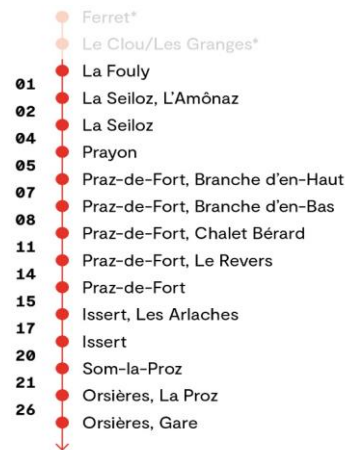 Ferret*
Le Clou/Les Granges*
La Fouly
01
La Seiloz, L'Amônaz
02
La Seiloz
04
Prayon
05
Praz-de-Fort, Branche d'en-Haut
07
Praz-de-Fort, Branche d'en-Bas
08
Praz-de-Fort, Chalet Bérard
11
Praz-de-Fort, Le Revers
14
Praz-de-Fort
15
Issert, Les Arlaches
17
Issert
20
Som-la-Proz
21
Orsières, La Proz
26
Orsières, Gare